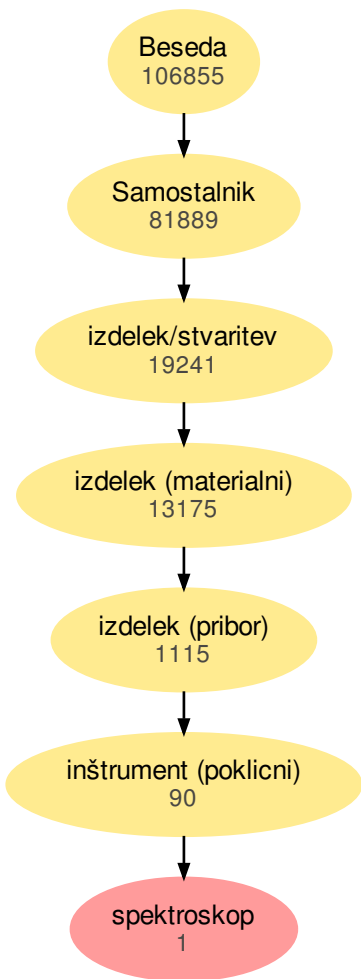 Beseda
106855
Samostalnik
81889
izdelek/stvaritev
19241
izdelek (materialni)
13175
izdelek (pribor)
1115
inštrument (poklicni)
90
spektroskop
1